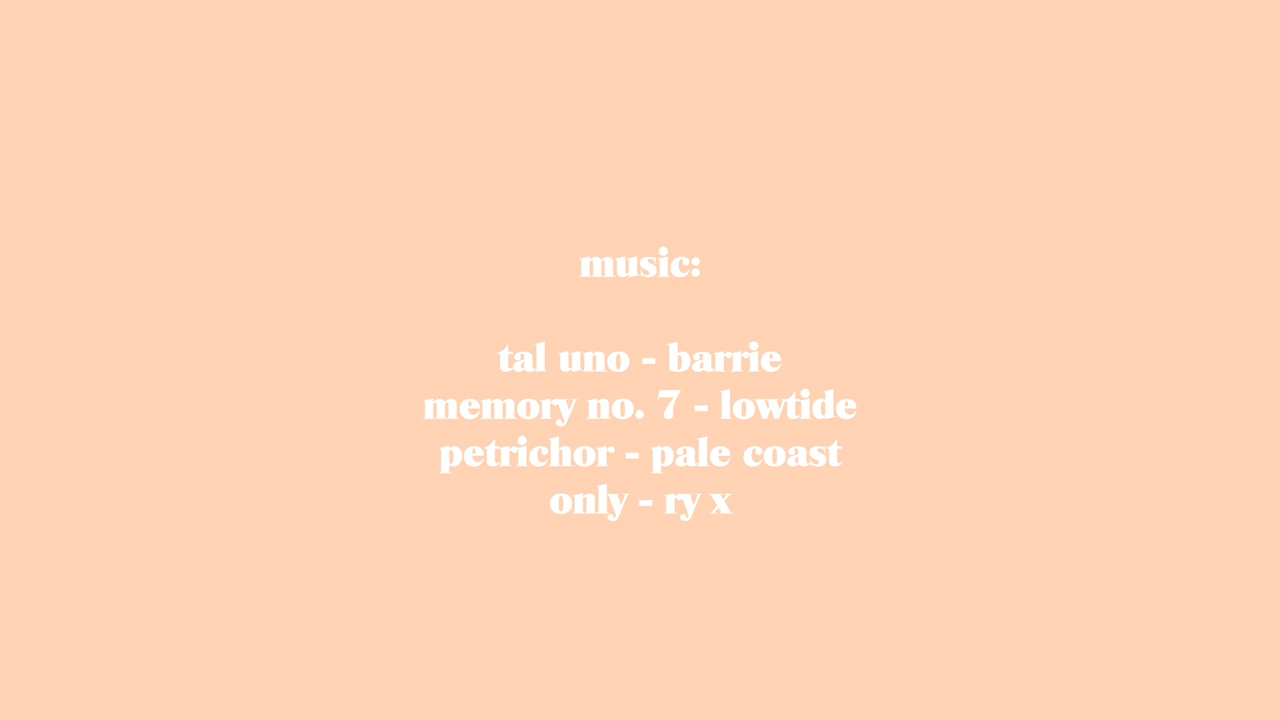 music:
tal uno - barrie
memory no. 7 - lowtide
petrichor - pale coast
only - ry x